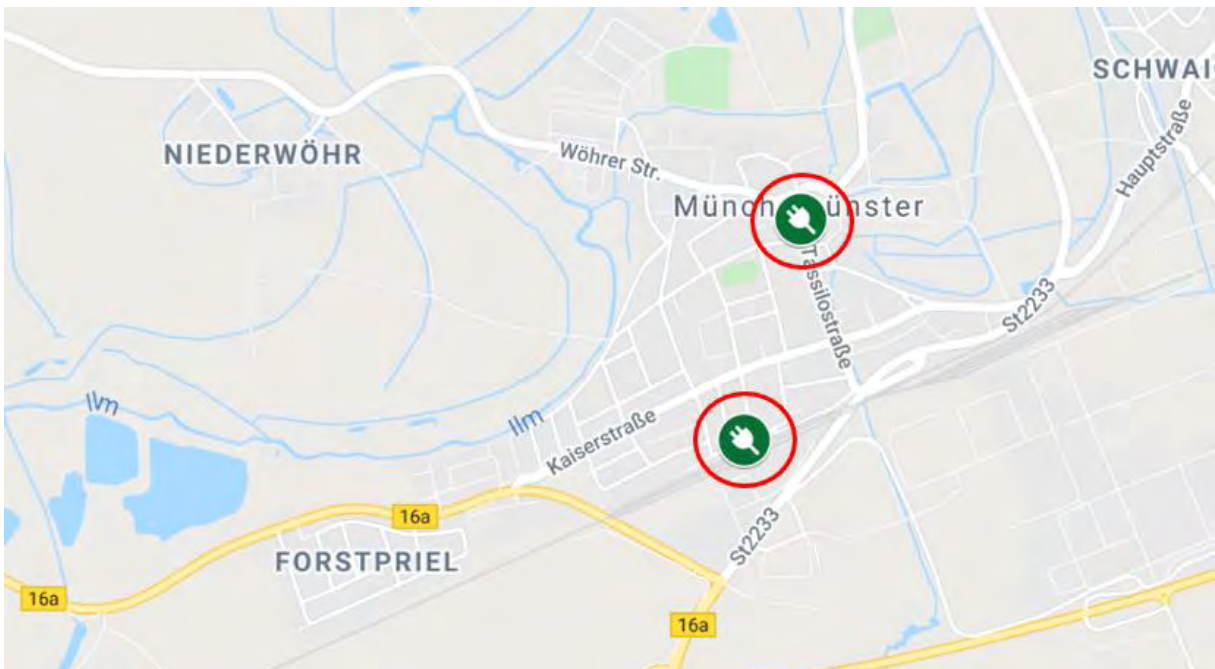 SCHWAI
NIEDERWÖHR
Wöhrer Str.
Hauptstraße
Münch ünster
Tassilostraße
St2233
Ilm
Ilm
Kaiserstraße
16a
St2233
FORSTPRIEL
16a
16a